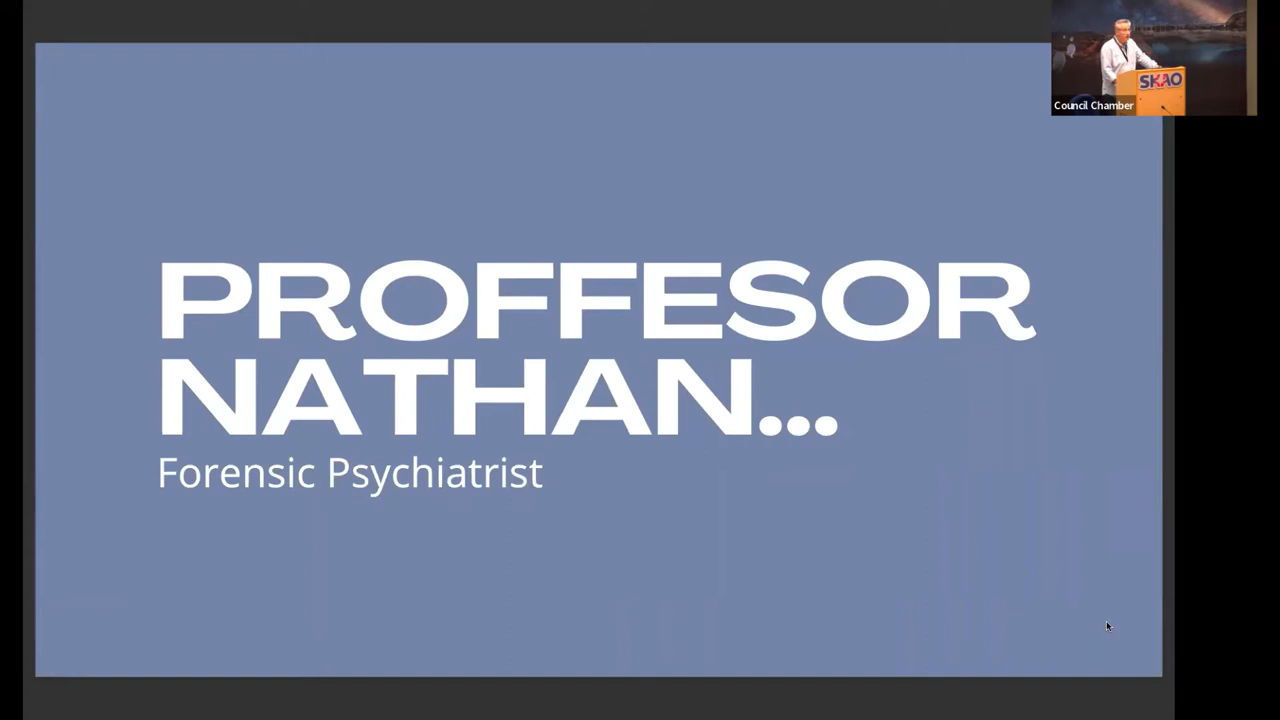 PROFFESOR
NATHAN...
Forensic Psychiatrist
SKAO
Council Chamber